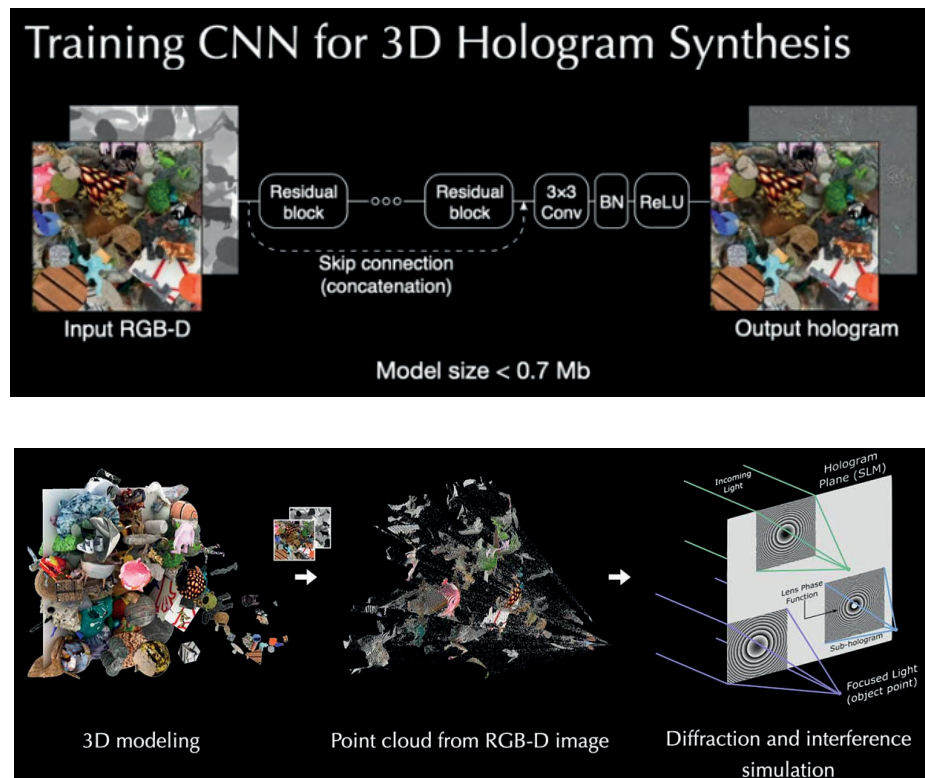 Training CNN for 3D Hologram Synthesis
Residual
block
Residual
block
3×3
Conv
BN
ReLU
Skip connection
(concatenation)
Input RGB-D
Output hologram
Model size < 0.7 Mb
Incoming
Light
Hologram
Plane (SLM)
Lens Phase
Function
Sub-hologram
Focused Light
(object point)
3D modeling
Point cloud from RGB-D image
Diffraction and interference
simulation